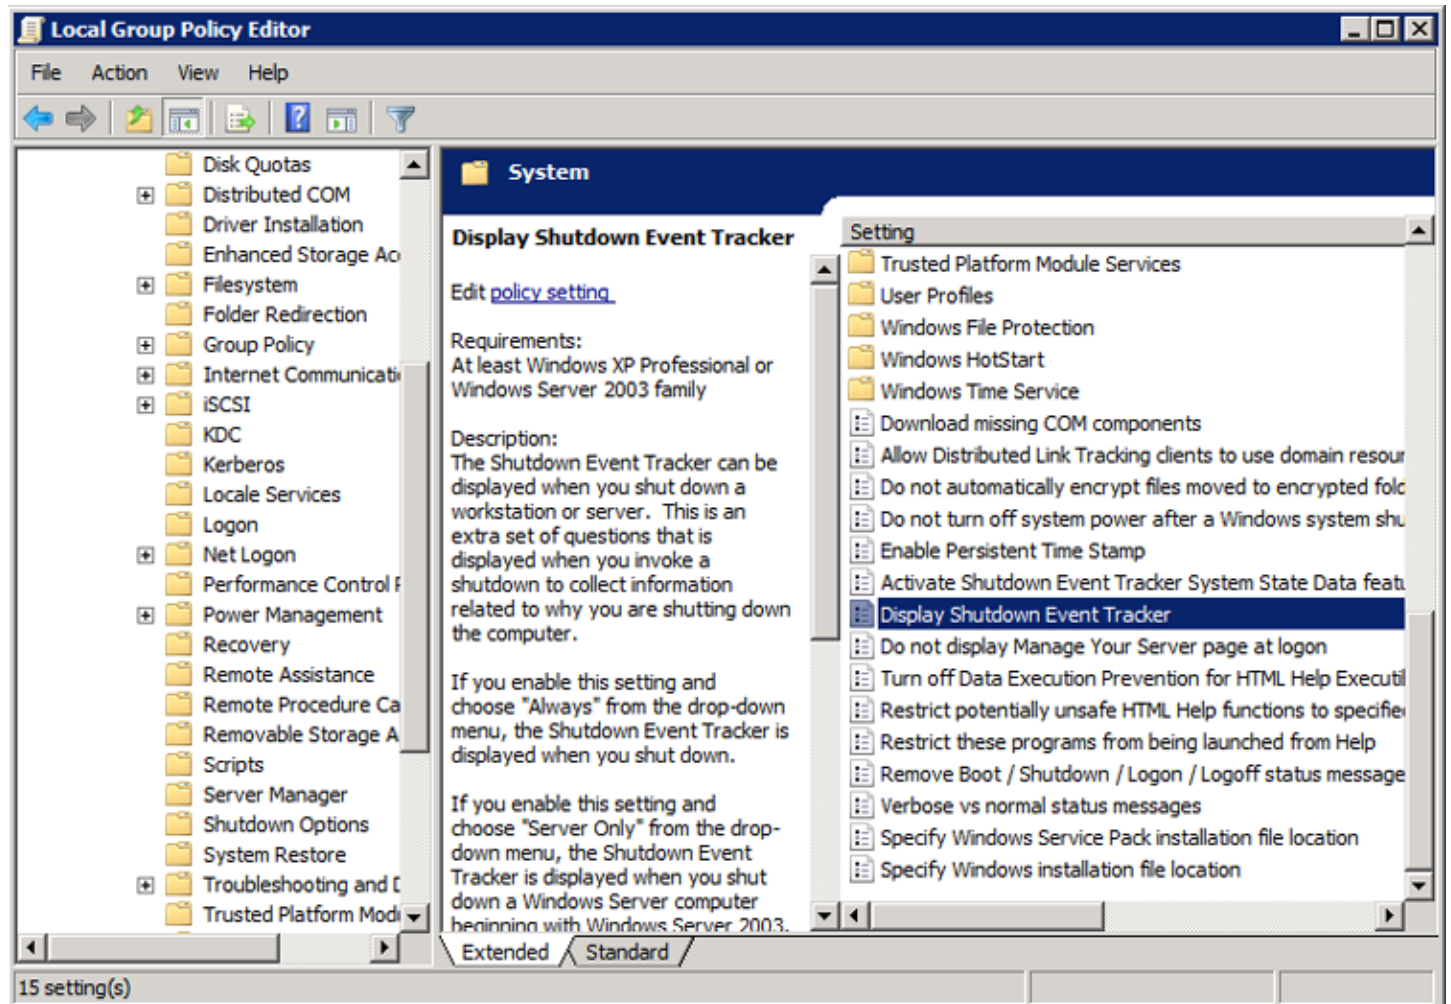 Local Group Policy Editor
File Action View Help
Disk Quotas
Distributed COM
Driver Installation
Enhanced Storage Ac
Filesystem
Folder Redirection
Group Policy
Internet Communicati
iSCSI
KDC
Kerberos
Locale Services
Logon
Net Logon
Performance Control P
Power Management
Recovery
Remote Assistance
Remote Procedure Ca
Removable Storage A
Scripts
Server Manager
Shutdown Options
System Restore
Troubleshooting and D
Trusted Platform Modu
System
Display Shutdown Event Tracker
Edit policy setting
Requirements:
At least Windows XP Professional or
Windows Server 2003 family
Description:
The Shutdown Event Tracker can be
displayed when you shut down a
workstation or server. This is an
extra set of questions that is
displayed when you invoke a
shutdown to collect information
related to why you are shutting down
the computer.
If you enable this setting and
choose "Always" from the drop-down
menu, the Shutdown Event Tracker is
displayed when you shut down.
If you enable this setting and
choose "Server Only" from the drop-
down menu, the Shutdown Event
Tracker is displayed when you shut
down a Windows Server computer
beginning with Windows Server 2003.
Setting
Trusted Platform Module Services
User Profiles
Windows File Protection
Windows HotStart
Windows Time Service
Download missing COM components
Allow Distributed Link Tracking clients to use domain resour
Do not automatically encrypt files moved to encrypted fold
Do not turn off system power after a Windows system shu
Enable Persistent Time Stamp
Activate Shutdown Event Tracker System State Data featu
Display Shutdown Event Tracker
Do not display Manage Your Server page at logon
Turn off Data Execution Prevention for HTML Help Executil
Restrict potentially unsafe HTML Help functions to specifie
Restrict these programs from being launched from Help
Remove Boot / Shutdown / Logon / Logoff status message
Verbose vs normal status messages
Specify Windows Service Pack installation file location
Specify Windows installation file location
Extended Standard
15 setting(s)